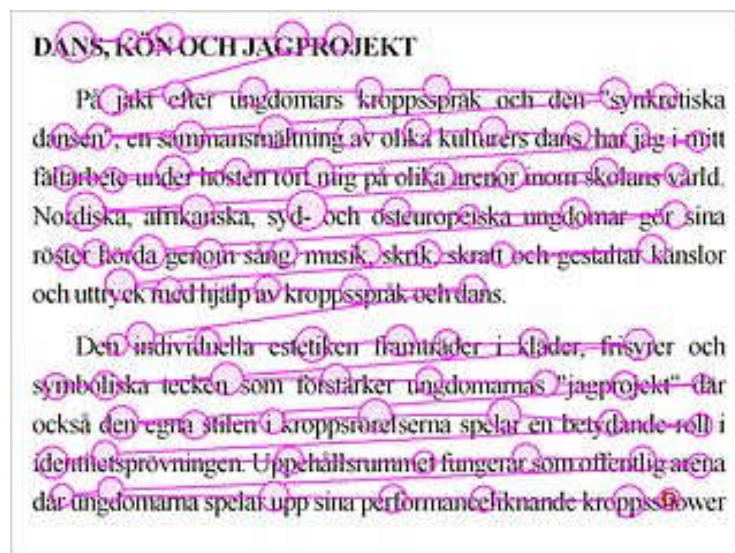 DANS, KÖN OCH JAGPROJEKT
På jakt efter ungdomars kroppsspråk och den "synkretiska
dansen", en sammansmältning av olika kulturers dans, har jag i mitt
fältarbete under hösten rört mig på olika arenor inom skolans värld.
Nordiska, afrikanska, syd- och östeuropeiska ungdomar gör sina
röster hörda genom sång, musik, skrik, skratt och gestaltar känslor
och uttryck med hjälp av kroppsspråk och dans.
Den individuella estetiken framträder i kläder, frisyrer och
symboliska tecken som förstärker ungdomarnas "jagprojekt" där
också den egna stilen i kroppsrörelserna spelar en betydande roll i
identitetsprövningen. Uppehållsrummet fungerar som offentlig arena
där ungdomarna spelar upp sina performanceliknande kroppsshower